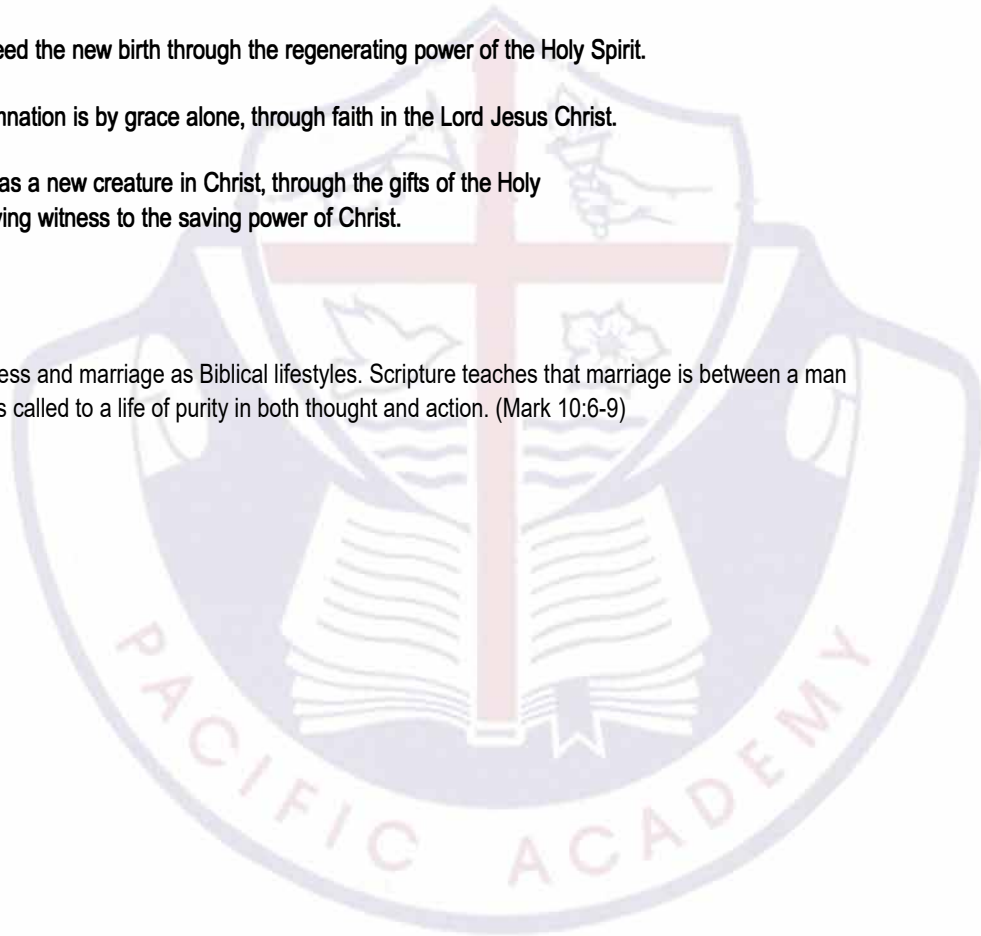 eed the new birth through the regenerating power of the Holy Spirit.
nation is by grace alone, through faith in the Lord Jesus Christ.
as a new creature in Christ, through the gifts of the Holy
ing witness to the saving power of Christ.
ess and marriage as Biblical lifestyles. Scripture teaches that marriage is between a man
s called to a life of purity in both thought and action. (Mark 10:6-9)
PACIFIC ACADEMY